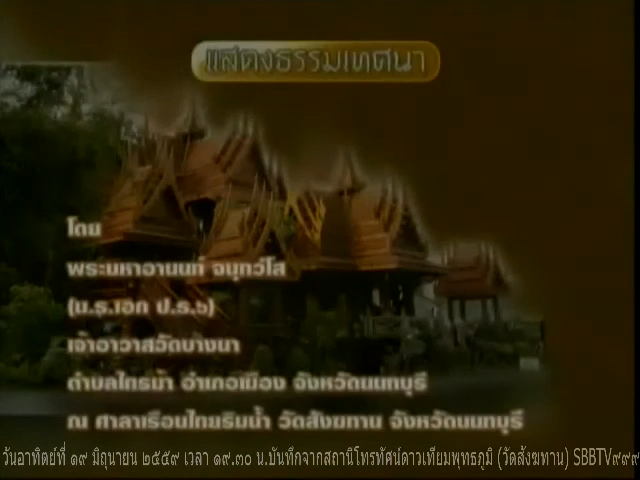 แสดงธรรมเทศนา
โดย
พระมหาอานนท์ จนฺทวํโส
(น.ธ.เอก ป.ธ.๖)
เจ้าอาวาสวัดบางนา
ตำบลไทรม้า อำเภอเมือง จังหวัดนนทบุรี
ณ ศาลาเรือนไทยริมน้ำ วัดสังฆทาน จังหวัดนนทบุรี
วันอาทิตย์ที่ ๑๙ มิถุนายน ๒๕๕๙ เวลา ๑๙.๓๐ น.บันทึกจากสถานีโทรทัศน์ดาวเทียมพุทธภูมิ (วัดสังฆทาน) SBBTV๙๙๙